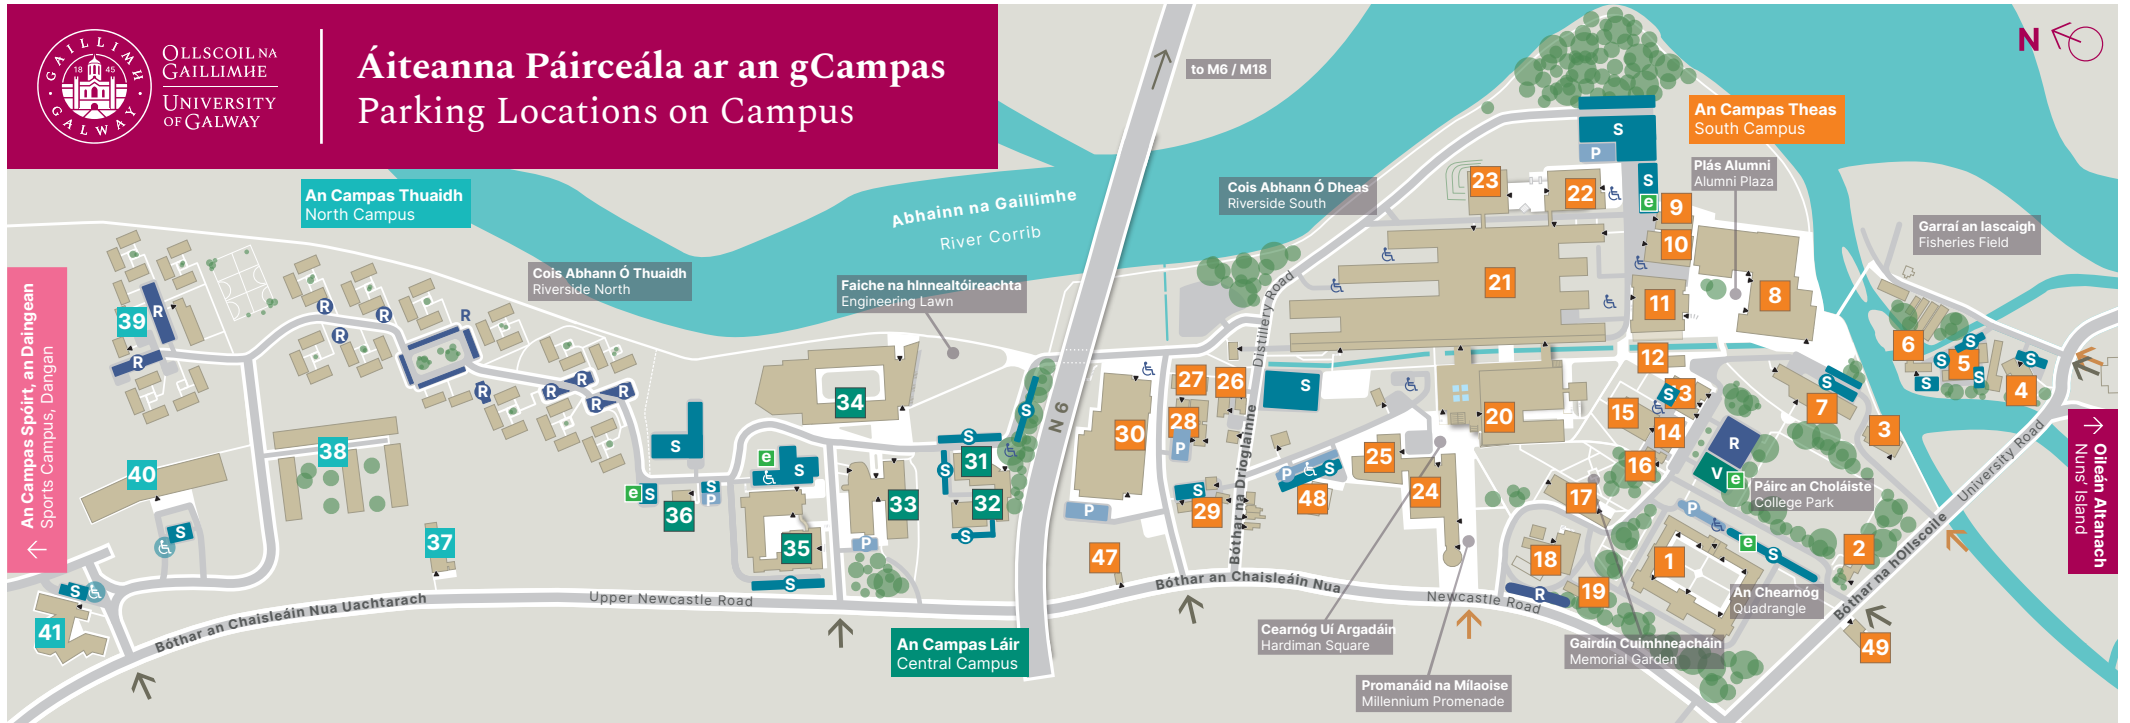 GAILLIMH
18 45
GALWAY
OLLSCOIL NA
GAILLIMHE
UNIVERSITY
OF GALWAY
Áiteanna Páirceála ar an gCampas
Parking Locations on Campus
to M6 / M18
N
An Campas Theas
South Campus
An Campas Thuaidh
North Campus
Abhainn na Gaillimhe
River Corrib
Cois Abhann Ó Dheas
Riverside South
Plás Alumni
Alumni Plaza
Garraí an Iascaigh
Fisheries Field
Cois Abhann Ó Thuaidh
Riverside North
Faiche na hInnealtóireachta
Engineering Lawn
An Campas Spóirt, an Daingean
Sports Campus, Dangan
Oileán Altanach
Nuns' Island
Distillery Road
Bóthar na Drioglainne
N6
University Road
Bóthar na hOllscoile
Páirc an Choláiste
College Park
An Chearnóg
Quadrangle
Bóthar an Chaisleáin Nua Uachtarach
Upper Newcastle Road
Bóthar an Chaisleáin Nua
Newcastle Road
An Campas Láir
Central Campus
Cearnóg Uí Argadáin
Hardiman Square
Gairdín Cuimhneacháin
Memorial Garden
Promanáid na Mílaoise
Millennium Promenade
39
R
R
R
R
R
R
R
R
R
R
R
40
38
37
41
S
S
S
36
e
S
S
P
e
S
35
S
34
33
P
S
31
S
32
S
S
30
P
47
27
26
28
P
S
29
S
P
S
48
25
24
20
21
23
22
S
P
S
e
9
10
11
8
12
S
3
15
14
16
17
18
19
R
R
V
e
P
e
S
1
2
49
3
7
S
6
S
S
5
S
S
S
4